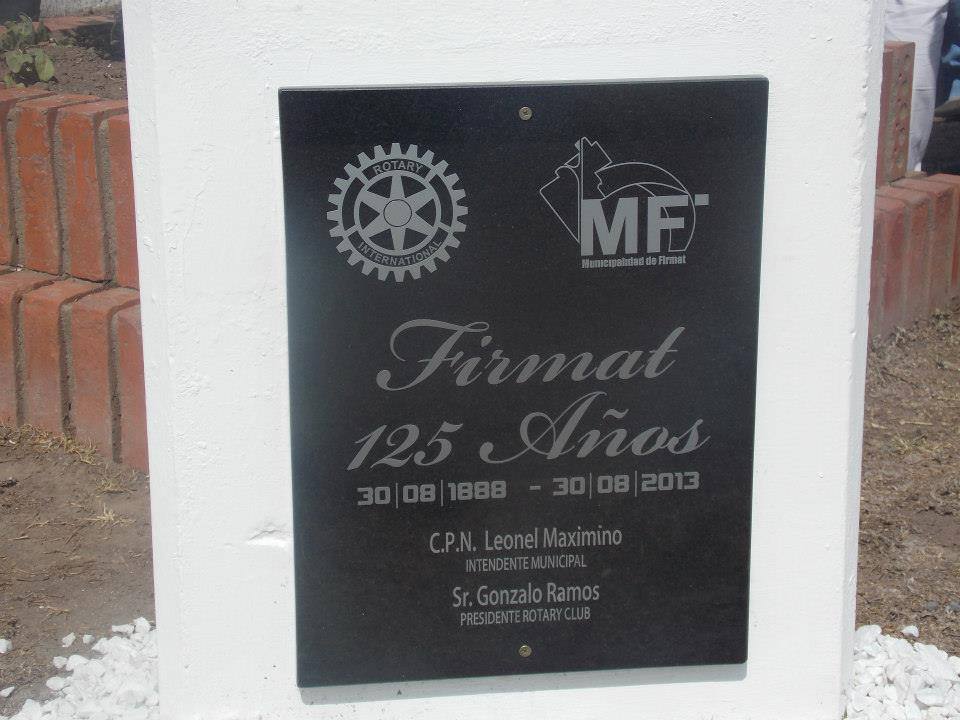 ROTARY
INTERNATIONAL
MF
Municipalidad de Firmat
Firmat
125 Años
30|08|1888 - 30|08|2013
C.P.N. Leonel Maximino
INTENDENTE MUNICIPAL
Sr. Gonzalo Ramos
PRESIDENTE ROTARY CLUB